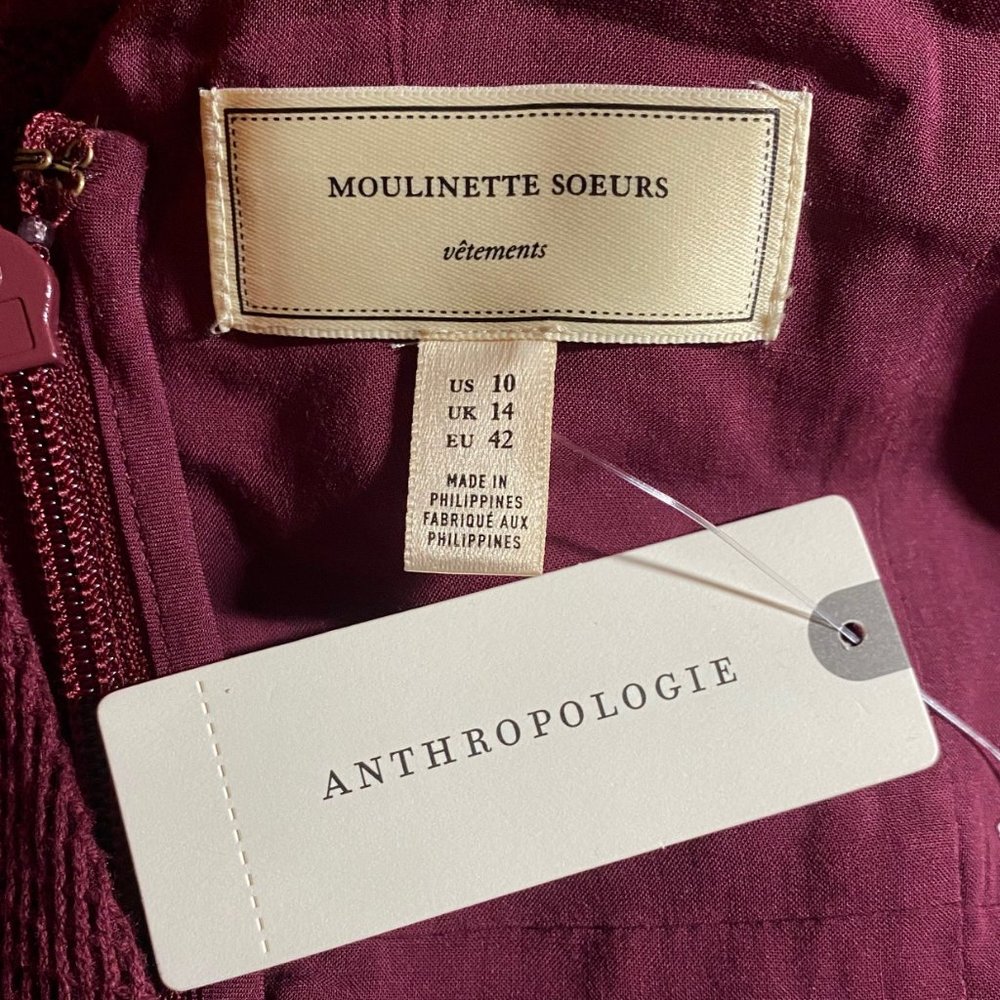 MOULINETTE SOEURS
vêtements
US 10
UK 14
EU 42
MADE IN
PHILIPPINES
FABRIQUÉ AUX
PHILIPPINES
ANTHROPOLOGIE